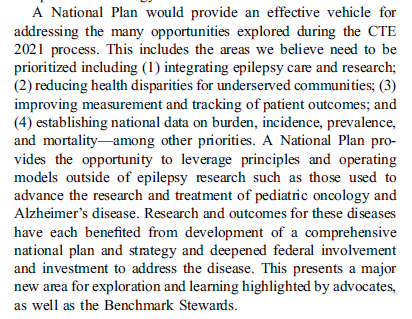 A National Plan would provide an effective vehicle for
addressing the many opportunities explored during the CTE
2021 process. This includes the areas we believe need to be
prioritized including (1) integrating epilepsy care and research;
(2) reducing health disparities for underserved communities; (3)
improving measurement and tracking of patient outcomes; and
(4) establishing national data on burden, incidence, prevalence,
and mortality—among other priorities. A National Plan pro-
vides the opportunity to leverage principles and operating
models outside of epilepsy research such as those used to
advance the research and treatment of pediatric oncology and
Alzheimer's disease. Research and outcomes for these diseases
have each benefited from development of a comprehensive
national plan and strategy and deepened federal involvement
and investment to address the disease. This presents a major
new area for exploration and learning highlighted by advocates,
as well as the Benchmark Stewards.